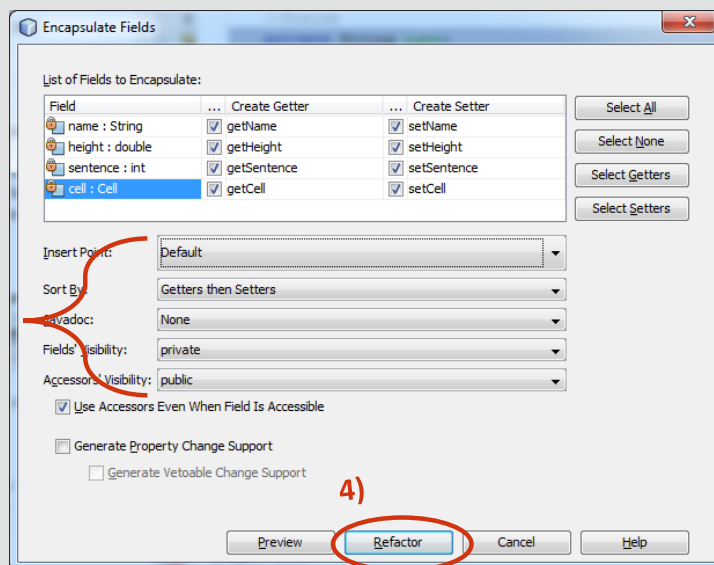 Encapsulate Fields
List of Fields to Encapsulate:
Field ... Create Getter ... Create Setter
name : String getName setName
height : double getHeight setHeight
sentence : int getSentence setSentence
cell : Cell getCell setCell
Select All
Select None
Select Getters
Select Setters
Insert Point: Default
Sort By: Getters then Setters
Javadoc: None
Fields' Visibility: private
Accessors' Visibility: public
Use Accessors Even When Field Is Accessible
Generate Property Change Support
Generate Vetoable Change Support
4)
Preview Refactor Cancel Help